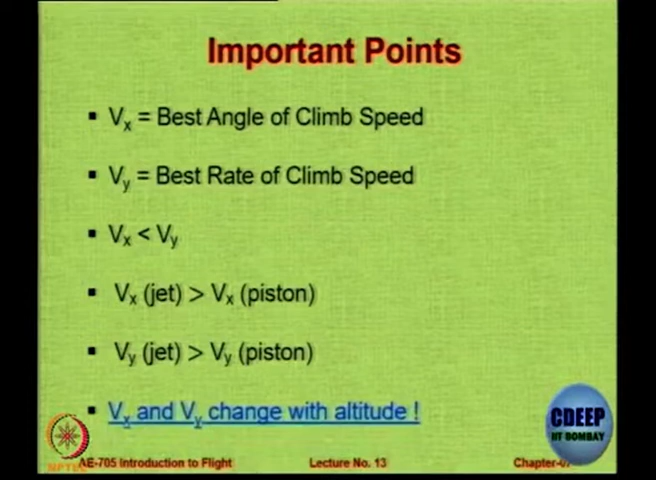 Important Points
▪ Vx = Best Angle of Climb Speed
▪ Vy = Best Rate of Climb Speed
▪ Vx < Vy
▪ Vx (jet) > Vx (piston)
▪ Vy (jet) > Vy (piston)
▪ Vx and Vy change with altitude !
CDEEP
IIT BOMBAY
NPTEL
AE-705 Introduction to Flight
Lecture No. 13